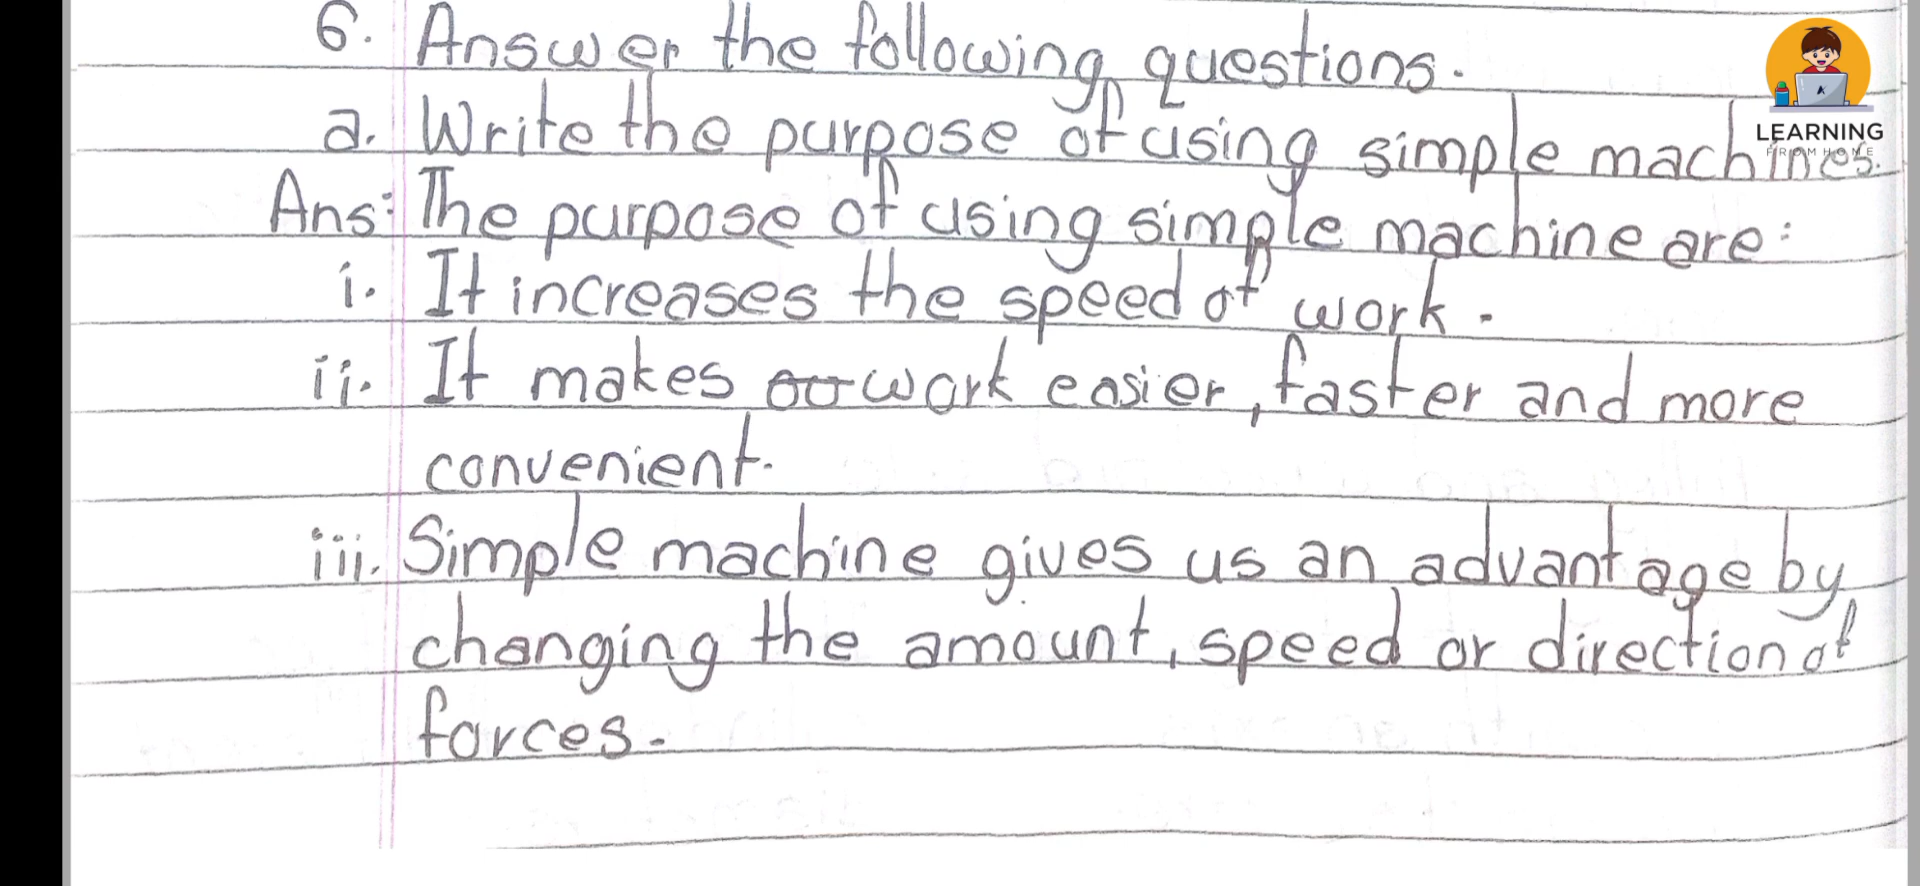 6. Answer the following questions.
LEARNING
FROM HOME
a. Write the purpose of using simple machines.
Ans: The purpose of using simple machine are:
i. It increases the speed of work.
ii. It makes work easier, faster and more
convenient.
iii. Simple machine gives us an advantage by
changing the amount, speed or direction of
forces.